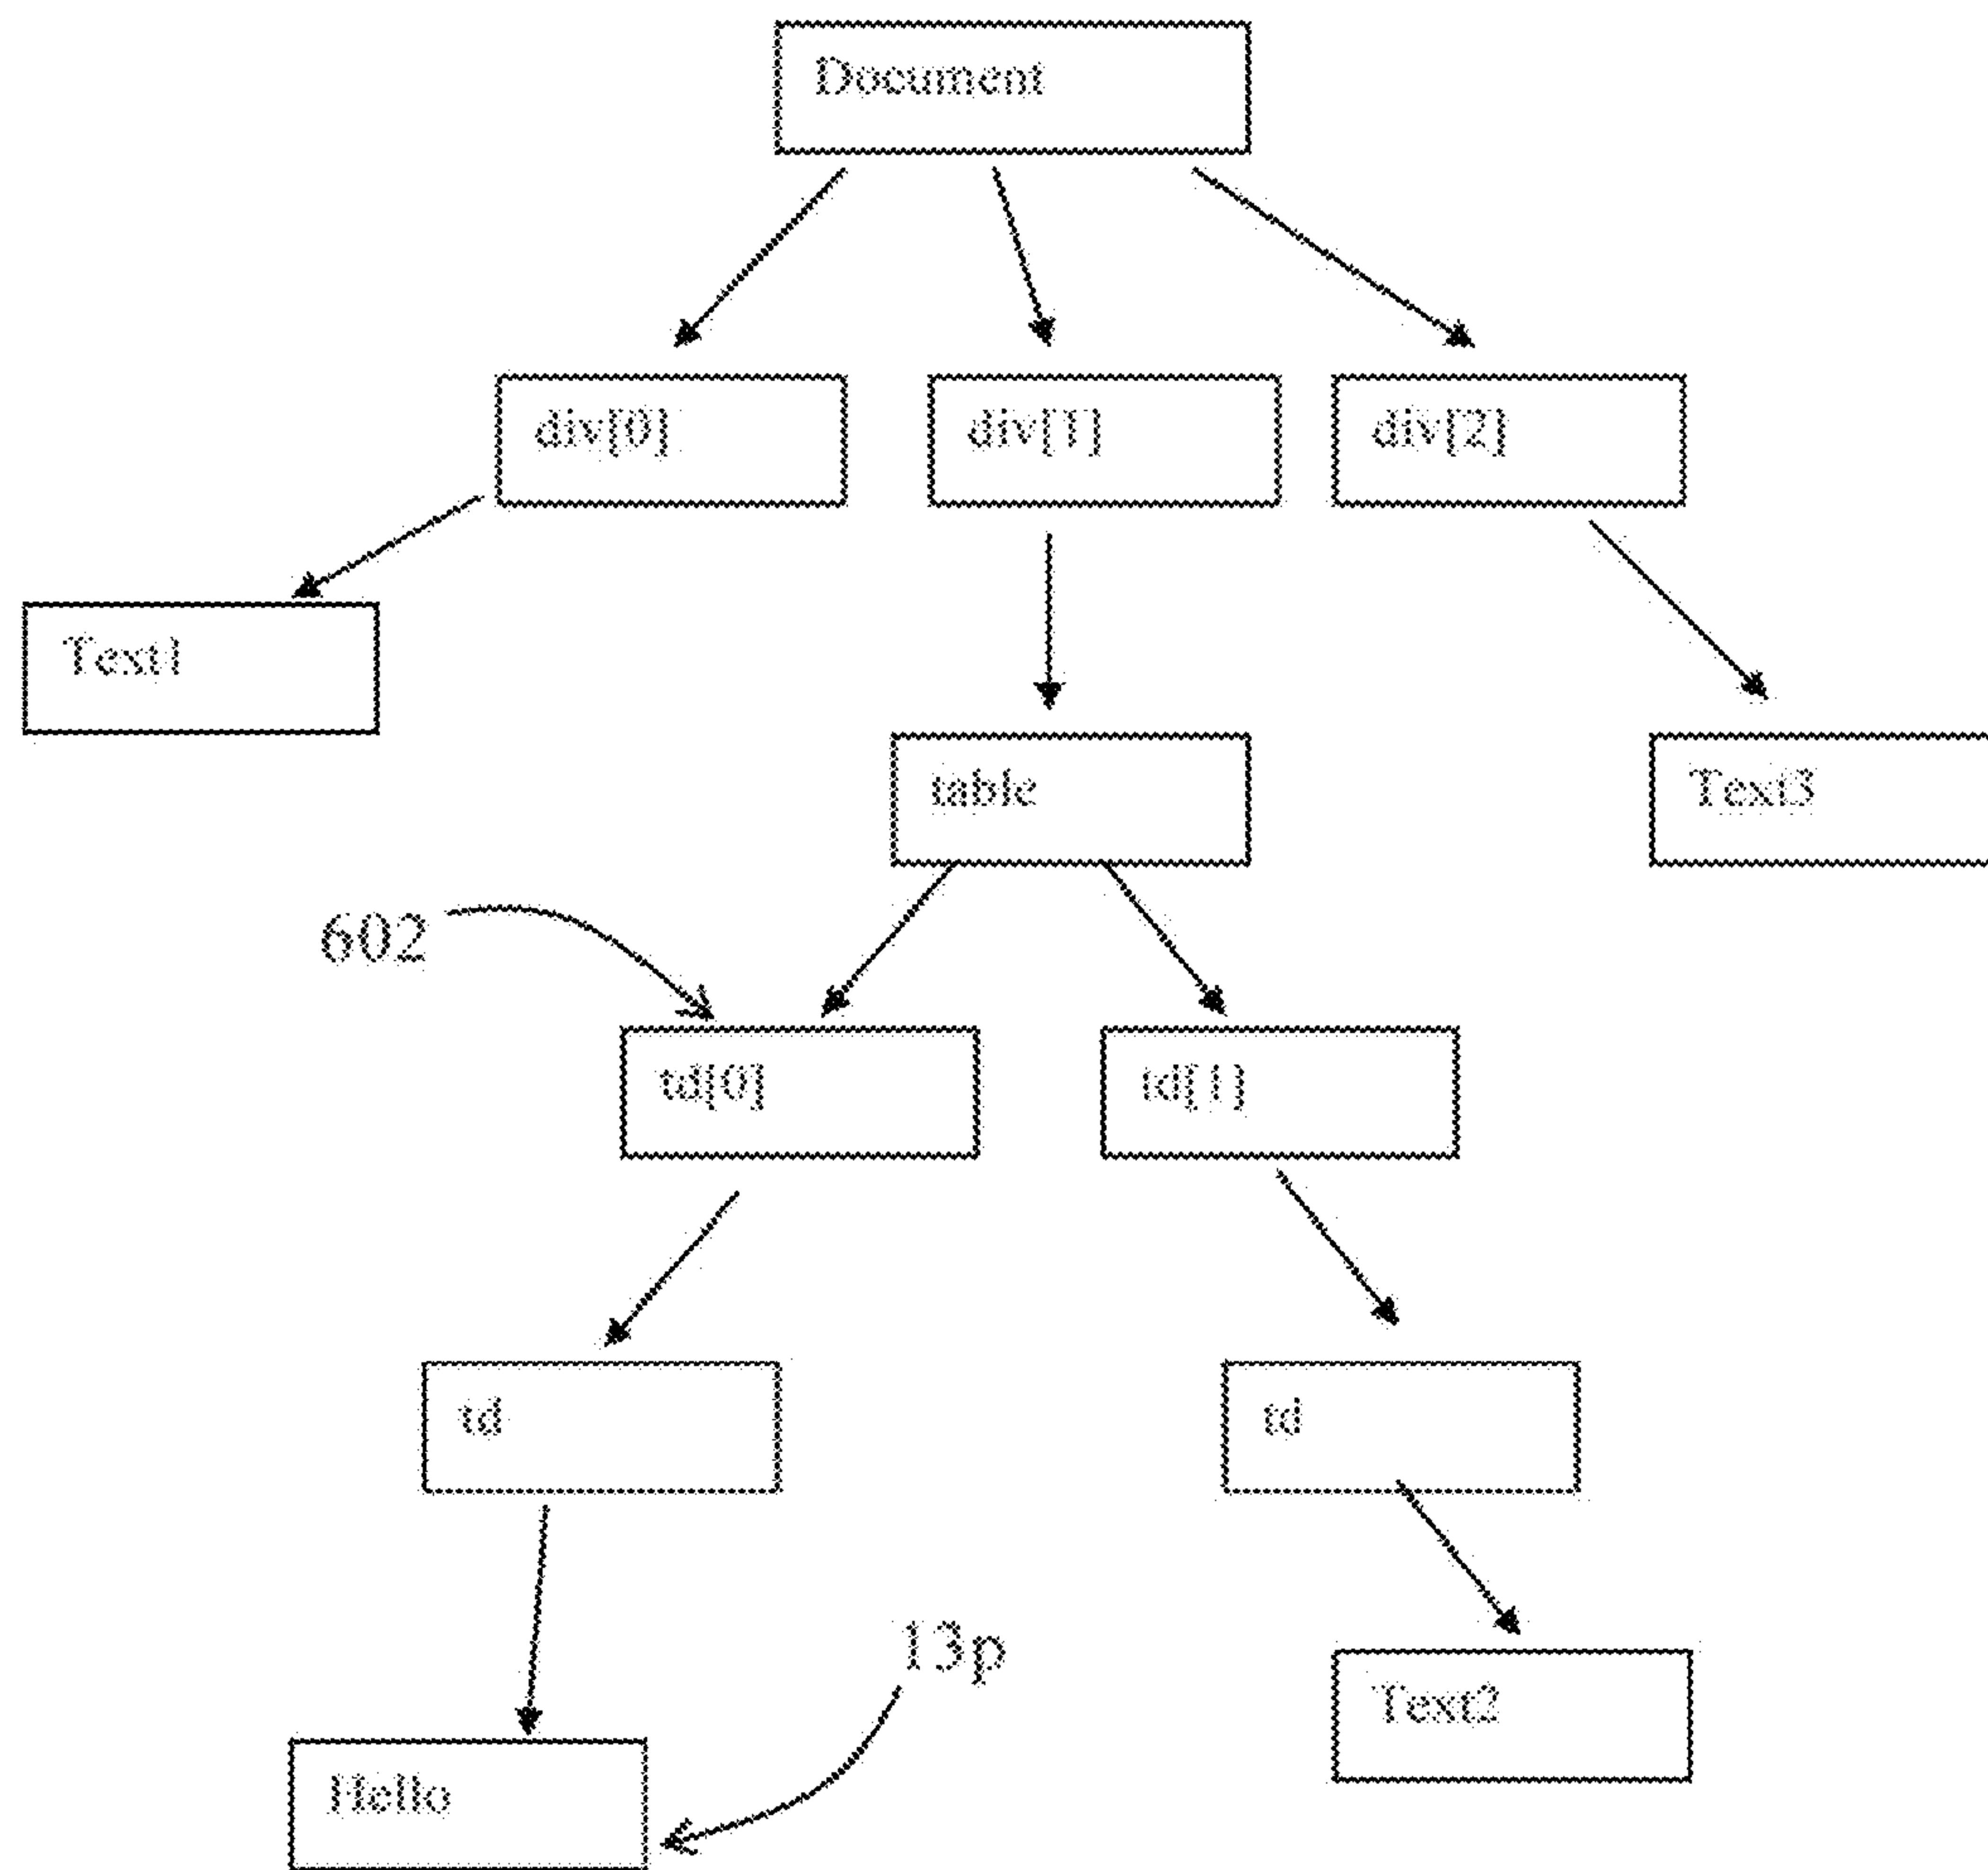 Document
div[0]
div[1]
div[2]
Text1
table
Text3
602
td[0]
td[1]
td
td
13p
Text2
Hello